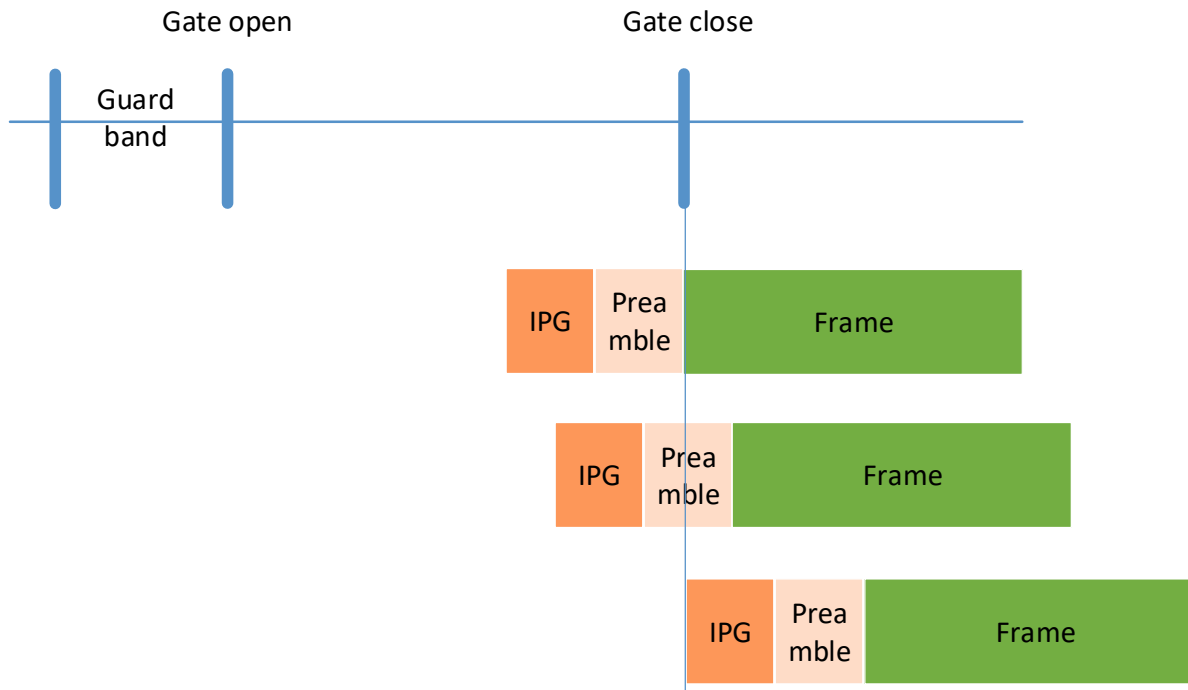 Gate open
Gate close
Guard
band
IPG
Prea
mble
Frame
IPG
Prea
mble
Frame
IPG
Prea
mble
Frame